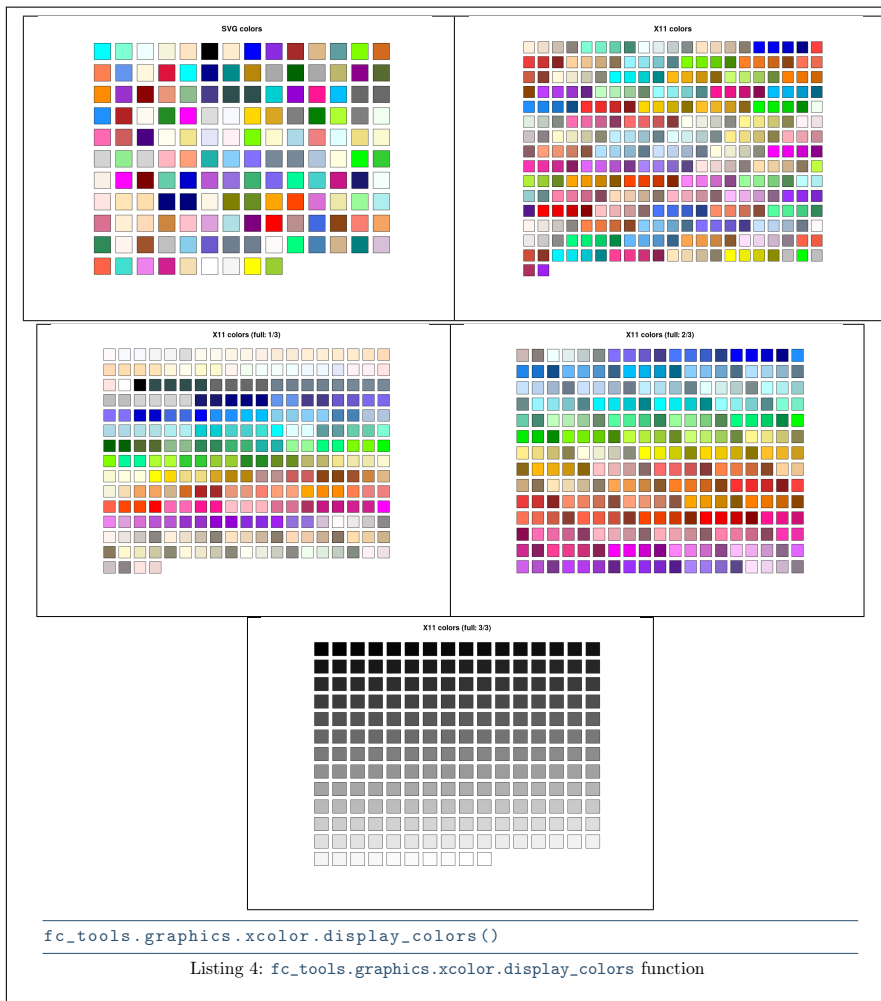 SVG colors
X11 colors
X11 colors (full: 1/3)
X11 colors (full: 2/3)
X11 colors (full: 3/3)
fc_tools.graphics.xcolor.display_colors()
Listing 4: fc_tools.graphics.xcolor.display_colors function